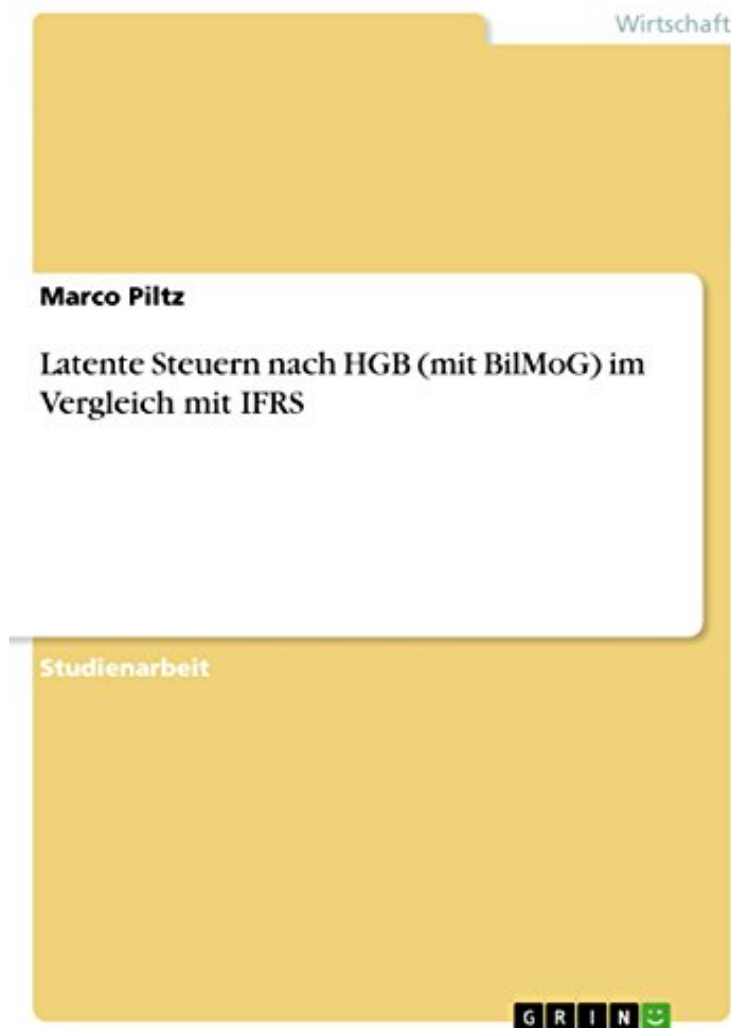 Wirtschaft
Marco Piltz
Latente Steuern nach HGB (mit BilMoG) im
Vergleich mit IFRS
Studienarbeit
GRIN